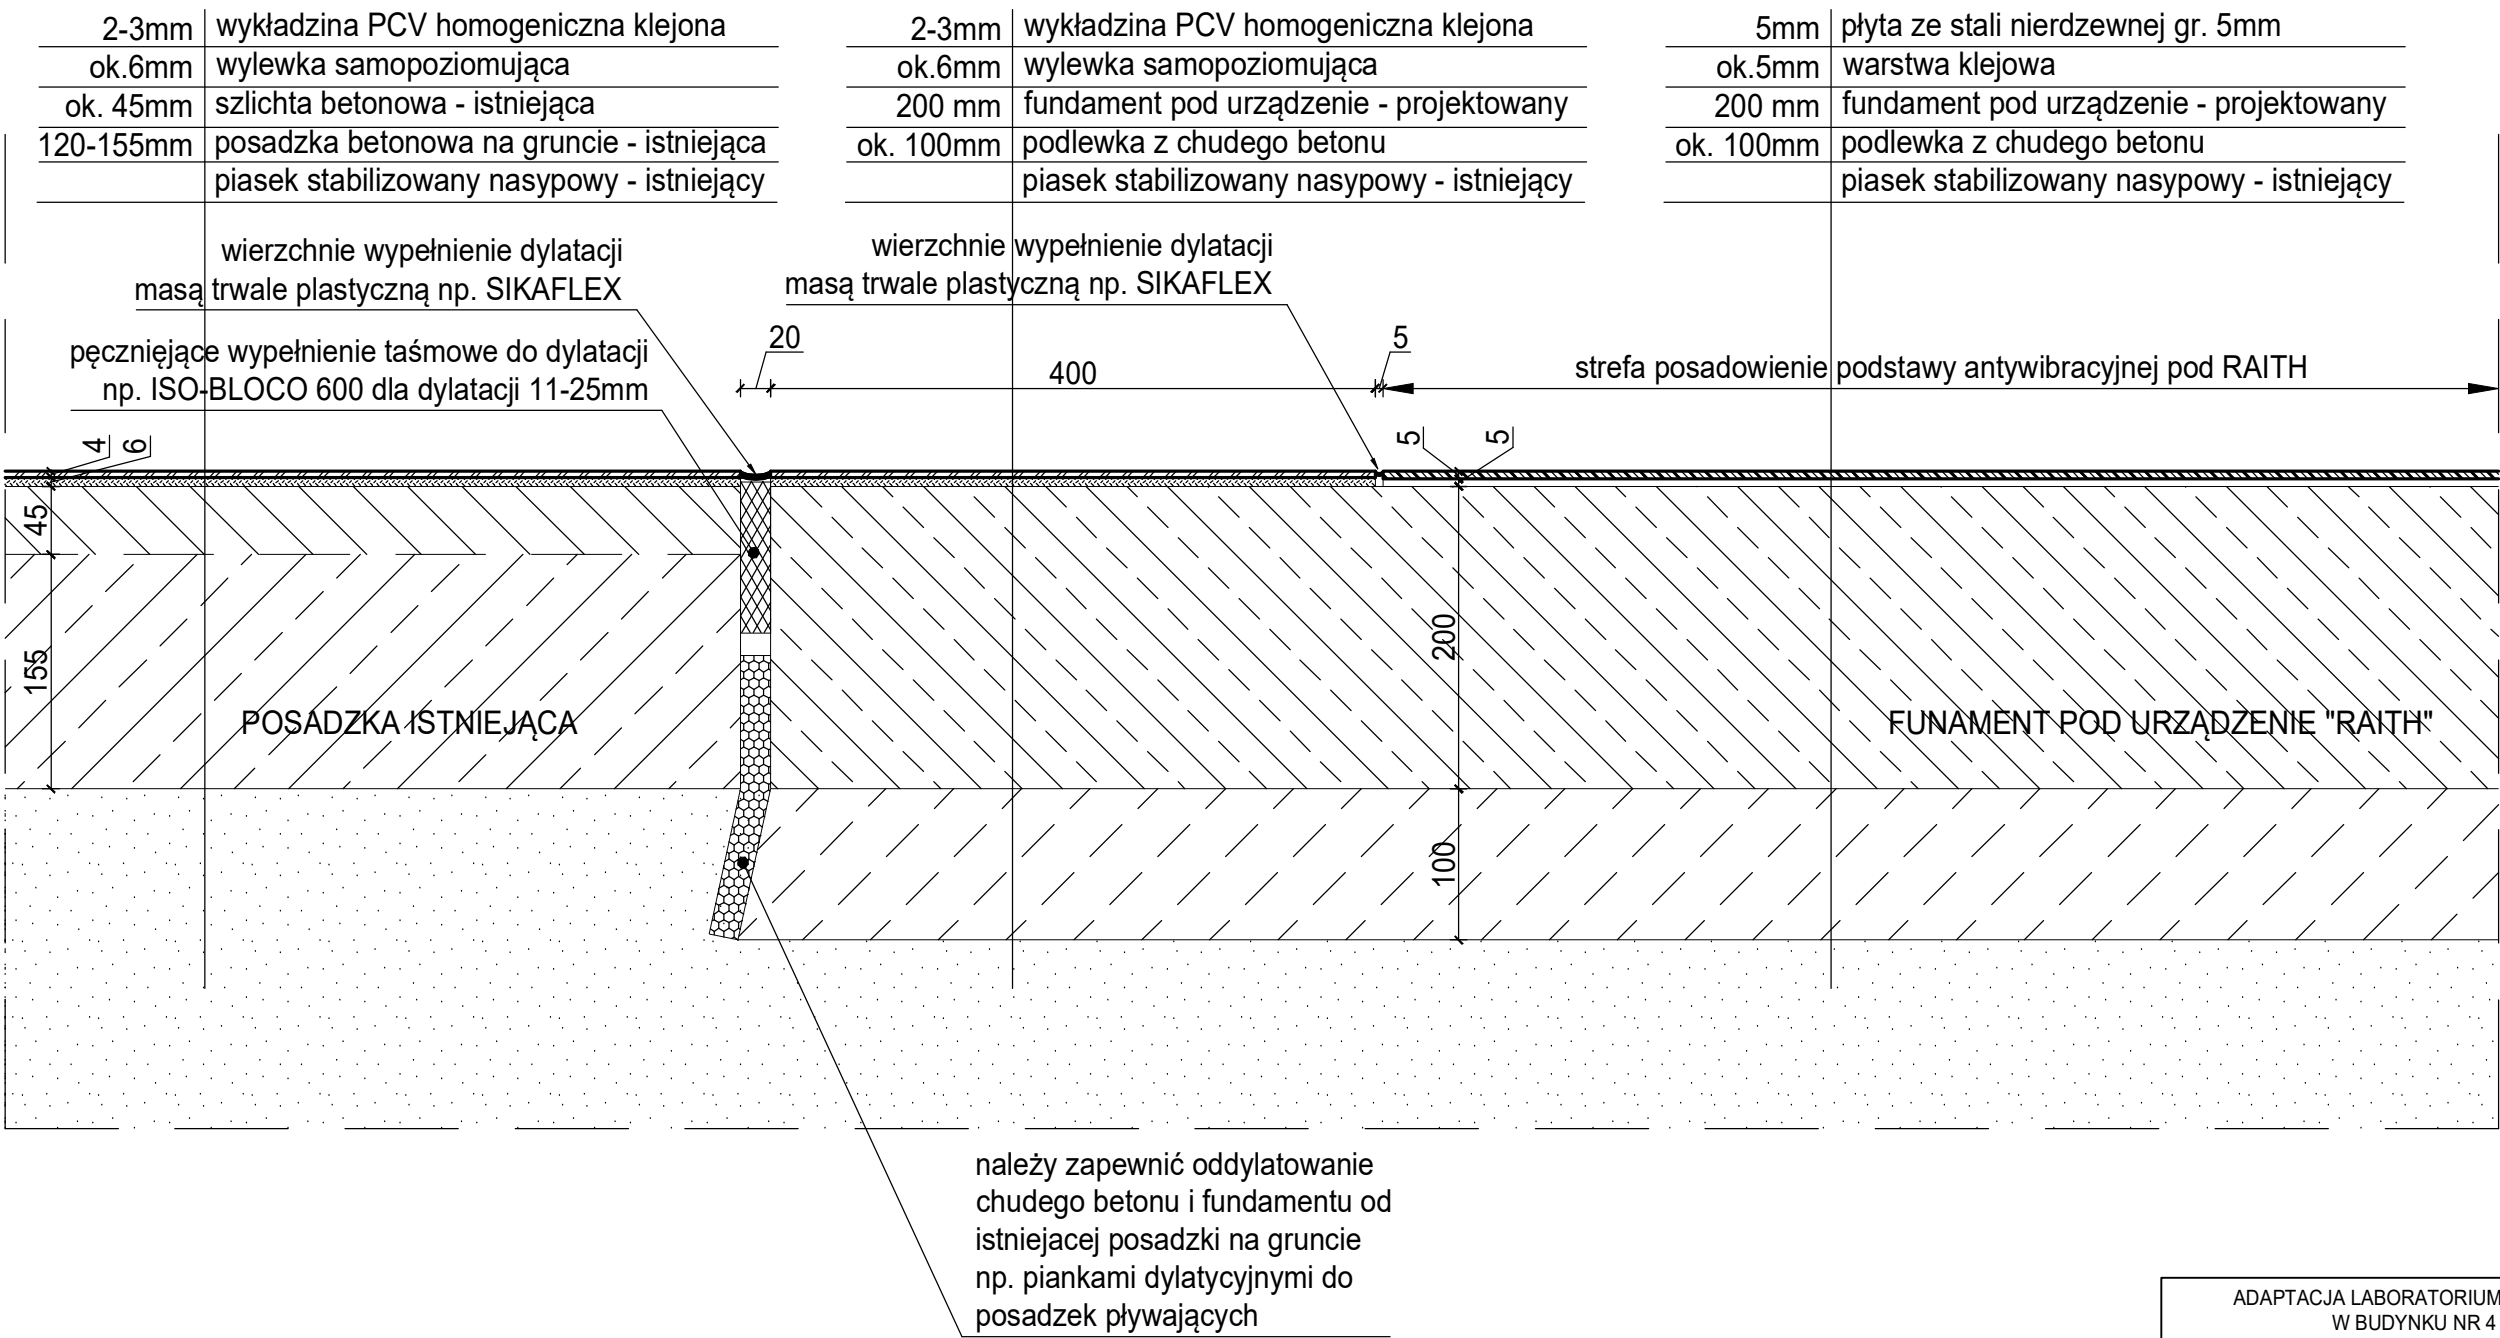 2-3mm wykładzina PCV homogeniczna klejona
ok.6mm wylewka samopoziomująca
ok. 45mm szlichta betonowa - istniejąca
120-155mm posadzka betonowa na gruncie - istniejąca
piasek stabilizowany nasypowy - istniejący
2-3mm wykładzina PCV homogeniczna klejona
ok.6mm wylewka samopoziomująca
200 mm fundament pod urządzenie - projektowany
ok. 100mm podlewka z chudego betonu
piasek stabilizowany nasypowy - istniejący
5mm płyta ze stali nierdzewnej gr. 5mm
ok.5mm warstwa klejowa
200 mm fundament pod urządzenie - projektowany
ok. 100mm podlewka z chudego betonu
piasek stabilizowany nasypowy - istniejący
wierzchnie wypełnienie dylatacji
masą trwale plastyczną np. SIKAFLEX
wierzchnie wypełnienie dylatacji
masą trwale plastyczną np. SIKAFLEX
pęczniejące wypełnienie taśmowe do dylatacji
np. ISO-BLOCO 600 dla dylatacji 11-25mm
20
400
5
strefa posadowienie podstawy antywibracyjnej pod RAITH
4
6
5
5
45
155
200
100
POSADZKA ISTNIEJĄCA
FUNAMENT POD URZĄDZENIE "RAITH"
należy zapewnić oddylatowanie
chudego betonu i fundamentu od
istniejacej posadzki na gruncie
np. piankami dylatycyjnymi do
posadzek pływających
ADAPTACJA LABORATORIUM
W BUDYNKU NR 4